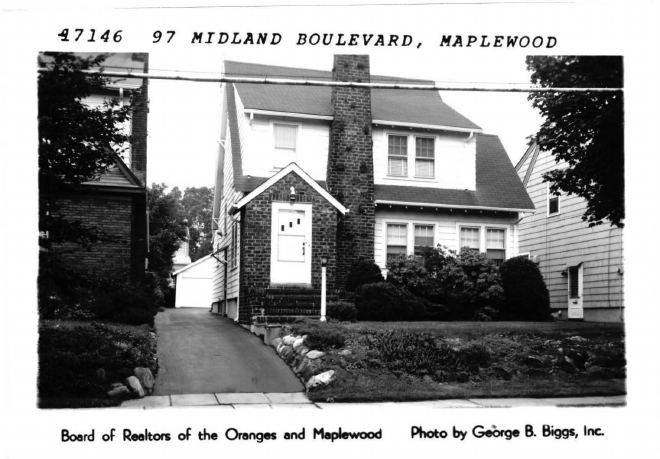 47146 97 MIDLAND BOULEVARD, MAPLEWOOD
Board of Realtors of the Oranges and Maplewood Photo by George B. Biggs, Inc.